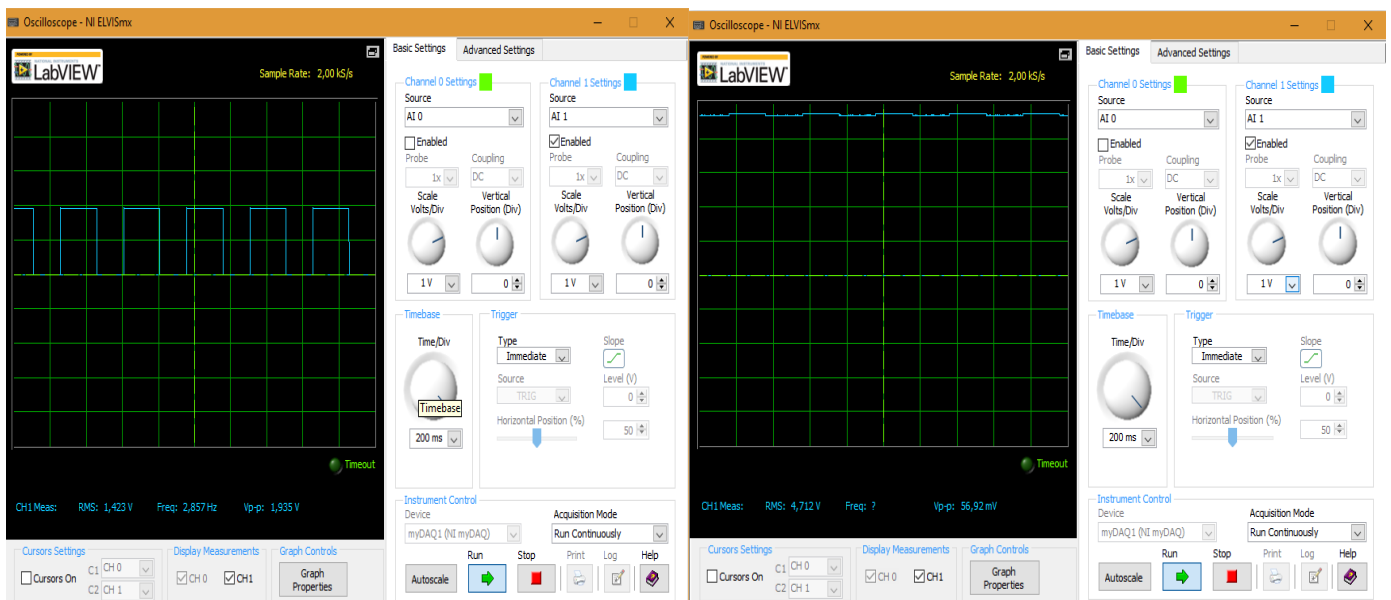 Oscilloscope - NI ELVISmx
LabVIEW
Sample Rate: 2,00 kS/s
Timeout
CH1 Meas: RMS: 1,423 V Freq: 2,857 Hz Vp-p: 1,935 V
Basic Settings Advanced Settings
Channel 0 Settings Channel 1 Settings
Source Source
AI 0 AI 1
Enabled Enabled
Probe Coupling Probe Coupling
1x DC 1x DC
Scale Vertical Scale Vertical
Volts/Div Position (Div) Volts/Div Position (Div)
1 V 0 1 V 0
Timebase Trigger
Time/Div Type Slope
Immediate
Source Level (V)
TRIG 0
Timebase
Horizontal Position (%)
200 ms 50
Instrument Control
Device Acquisition Mode
myDAQ1 (NI myDAQ) Run Continuously
Run Stop Print Log Help
Autoscale
Cursors Settings Display Measurements Graph Controls
Cursors On C1 CH 0 CH 0 CH1 Graph
C2 CH 1 Properties
Oscilloscope - NI ELVISmx
LabVIEW
Sample Rate: 2,00 kS/s
Timeout
CH1 Meas: RMS: 4,712 V Freq: ? Vp-p: 56,92 mV
Basic Settings Advanced Settings
Channel 0 Settings Channel 1 Settings
Source Source
AI 0 AI 1
Enabled Enabled
Probe Coupling Probe Coupling
1x DC 1x DC
Scale Vertical Scale Vertical
Volts/Div Position (Div) Volts/Div Position (Div)
1 V 0 1 V 0
Timebase Trigger
Time/Div Type Slope
Immediate
Source Level (V)
TRIG 0
Horizontal Position (%)
200 ms 50
Instrument Control
Device Acquisition Mode
myDAQ1 (NI myDAQ) Run Continuously
Run Stop Print Log Help
Autoscale
Cursors Settings Display Measurements Graph Controls
Cursors On C1 CH 0 CH 0 CH1 Graph
C2 CH 1 Properties